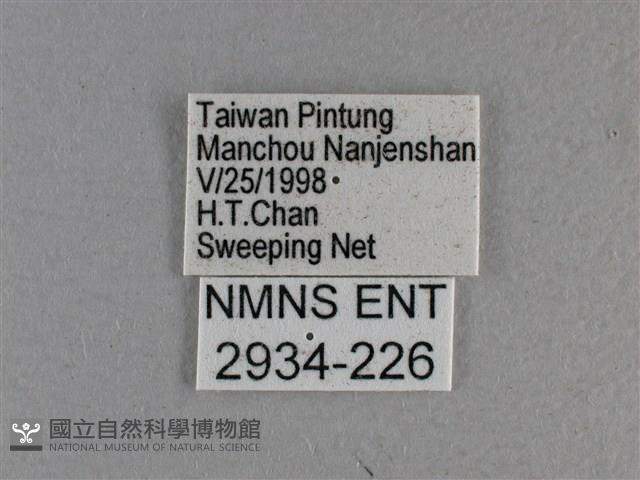 Taiwan Pintung
Manchou Nanjenshan
V/25/1998
H.T.Chan
Sweeping Net
NMNS ENT
2934-226
國立自然科學博物館
NATIONAL MUSEUM OF NATURAL SCIENCE